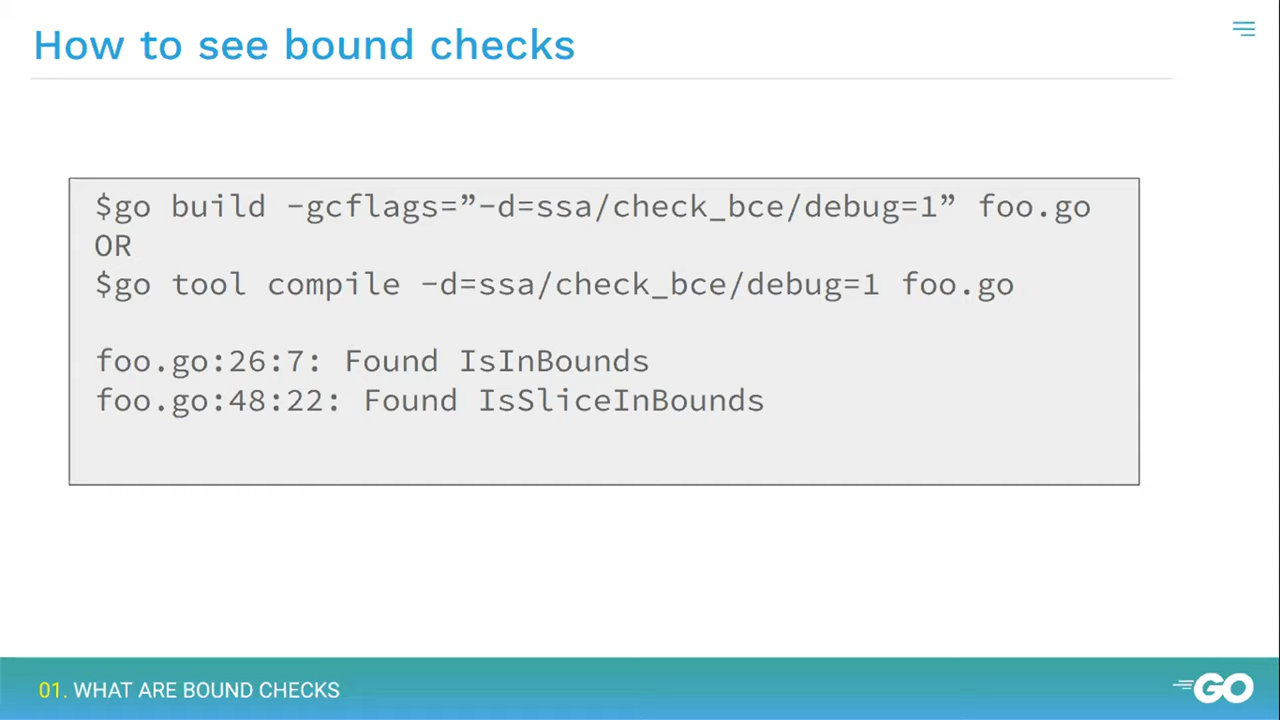 How to see bound checks
$go build -gcflags=”-d=ssa/check_bce/debug=1” foo.go
OR
$go tool compile -d=ssa/check_bce/debug=1 foo.go
foo.go:26:7: Found IsInBounds
foo.go:48:22: Found IsSliceInBounds
01. WHAT ARE BOUND CHECKS
GO